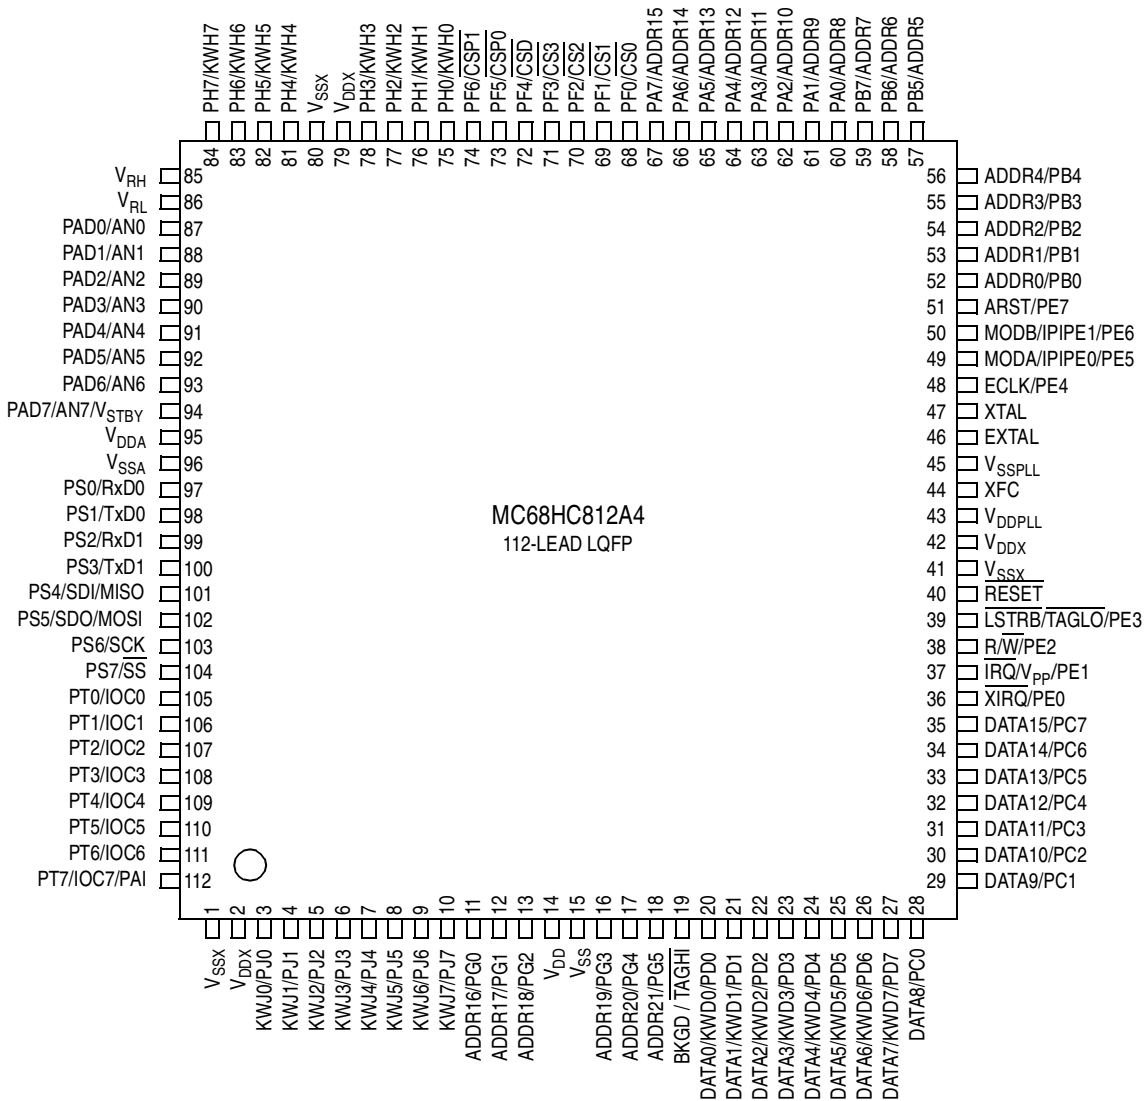 PH7/KWH7
PH6/KWH6
PH5/KWH5
PH4/KWH4
VSSX
VDDX
PH3/KWH3
PH2/KWH2
PH1/KWH1
PH0/KWH0
PF6/CSP1
PF5/CSP0
PF4/CSD
PF3/CS3
PF2/CS2
PF1/CS1
PF0/CS0
PA7/ADDR15
PA6/ADDR14
PA5/ADDR13
PA4/ADDR12
PA3/ADDR11
PA2/ADDR10
PA1/ADDR9
PA0/ADDR8
PB7/ADDR7
PB6/ADDR6
PB5/ADDR5
84 83 82 81 80 79 78 77 76 75 74 73 72 71 70 69 68 67 66 65 64 63 62 61 60 59 58 57
VRH 85
VRL 86
PAD0/AN0 87
PAD1/AN1 88
PAD2/AN2 89
PAD3/AN3 90
PAD4/AN4 91
PAD5/AN5 92
PAD6/AN6 93
PAD7/AN7/VSTBY 94
VDDA 95
VSSA 96
PS0/RxD0 97
PS1/TxD0 98
PS2/RxD1 99
PS3/TxD1 100
PS4/SDI/MISO 101
PS5/SDO/MOSI 102
PS6/SCK 103
PS7/SS 104
PT0/IOC0 105
PT1/IOC1 106
PT2/IOC2 107
PT3/IOC3 108
PT4/IOC4 109
PT5/IOC5 110
PT6/IOC6 111
PT7/IOC7/PAI 112
MC68HC812A4
112-LEAD LQFP
56 ADDR4/PB4
55 ADDR3/PB3
54 ADDR2/PB2
53 ADDR1/PB1
52 ADDR0/PB0
51 ARST/PE7
50 MODB/IPIPE1/PE6
49 MODA/IPIPE0/PE5
48 ECLK/PE4
47 XTAL
46 EXTAL
45 VSSPLL
44 XFC
43 VDDPLL
42 VDDX
41 VSSX
40 RESET
39 LSTRB/TAGLO/PE3
38 R/W/PE2
37 IRQ/VPP/PE1
36 XIRQ/PE0
35 DATA15/PC7
34 DATA14/PC6
33 DATA13/PC5
32 DATA12/PC4
31 DATA11/PC3
30 DATA10/PC2
29 DATA9/PC1
1 2 3 4 5 6 7 8 9 10 11 12 13 14 15 16 17 18 19 20 21 22 23 24 25 26 27 28
VSSX
VDDX
KWJ0/PJ0
KWJ1/PJ1
KWJ2/PJ2
KWJ3/PJ3
KWJ4/PJ4
KWJ5/PJ5
KWJ6/PJ6
KWJ7/PJ7
ADDR16/PG0
ADDR17/PG1
ADDR18/PG2
VDD
VSS
ADDR19/PG3
ADDR20/PG4
ADDR21/PG5
BKGD / TAGHI
DATA0/KWD0/PD0
DATA1/KWD1/PD1
DATA2/KWD2/PD2
DATA3/KWD3/PD3
DATA4/KWD4/PD4
DATA5/KWD5/PD5
DATA6/KWD6/PD6
DATA7/KWD7/PD7
DATA8/PC0